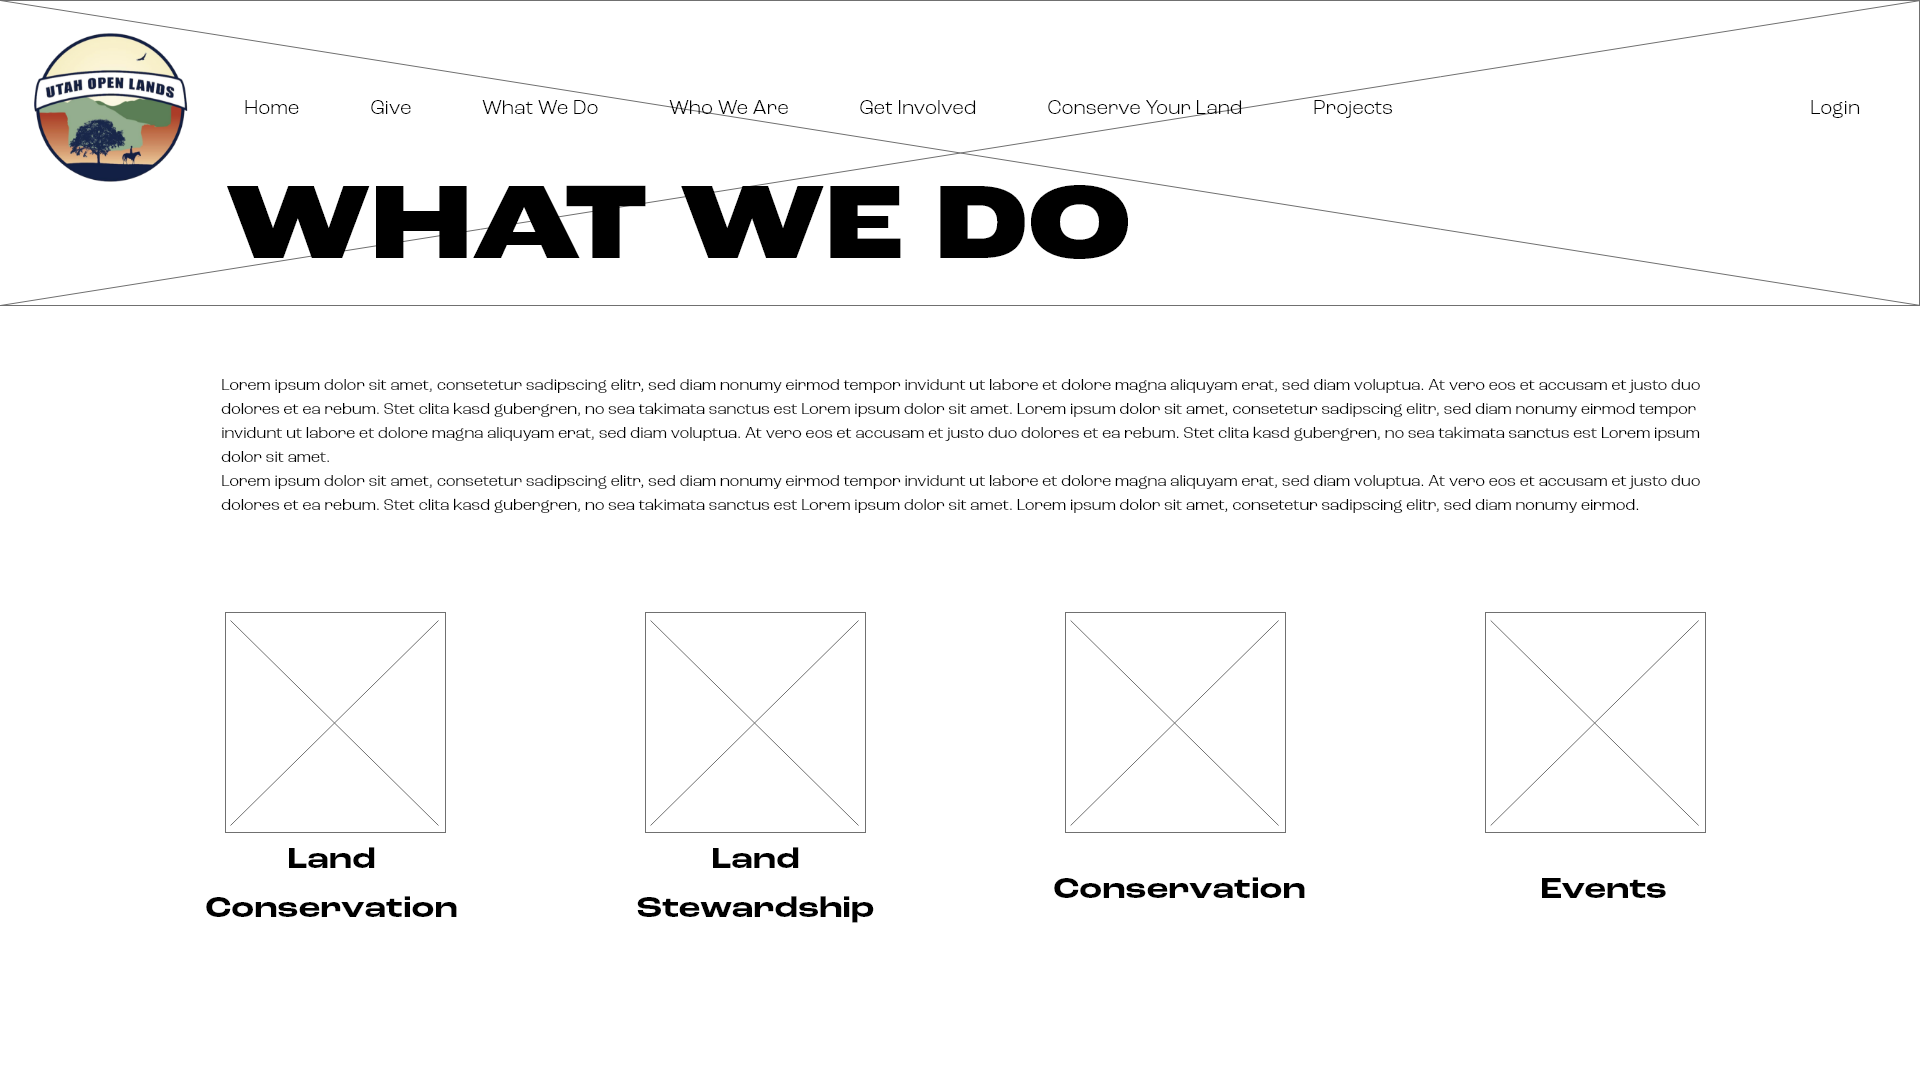 UTAH OPEN LANDS
Home Give What We Do Who We Are Get Involved Conserve Your Land Projects Login
WHAT WE DO
Lorem ipsum dolor sit amet, consetetur sadipscing elitr, sed diam nonumy eirmod tempor invidunt ut labore et dolore magna aliquyam erat, sed diam voluptua. At vero eos et accusam et justo duo
dolores et ea rebum. Stet clita kasd gubergren, no sea takimata sanctus est Lorem ipsum dolor sit amet. Lorem ipsum dolor sit amet, consetetur sadipscing elitr, sed diam nonumy eirmod tempor
invidunt ut labore et dolore magna aliquyam erat, sed diam voluptua. At vero eos et accusam et justo duo dolores et ea rebum. Stet clita kasd gubergren, no sea takimata sanctus est Lorem ipsum
dolor sit amet.
Lorem ipsum dolor sit amet, consetetur sadipscing elitr, sed diam nonumy eirmod tempor invidunt ut labore et dolore magna aliquyam erat, sed diam voluptua. At vero eos et accusam et justo duo
dolores et ea rebum. Stet clita kasd gubergren, no sea takimata sanctus est Lorem ipsum dolor sit amet. Lorem ipsum dolor sit amet, consetetur sadipscing elitr, sed diam nonumy eirmod.
Land
Conservation
Land
Stewardship
Conservation
Events